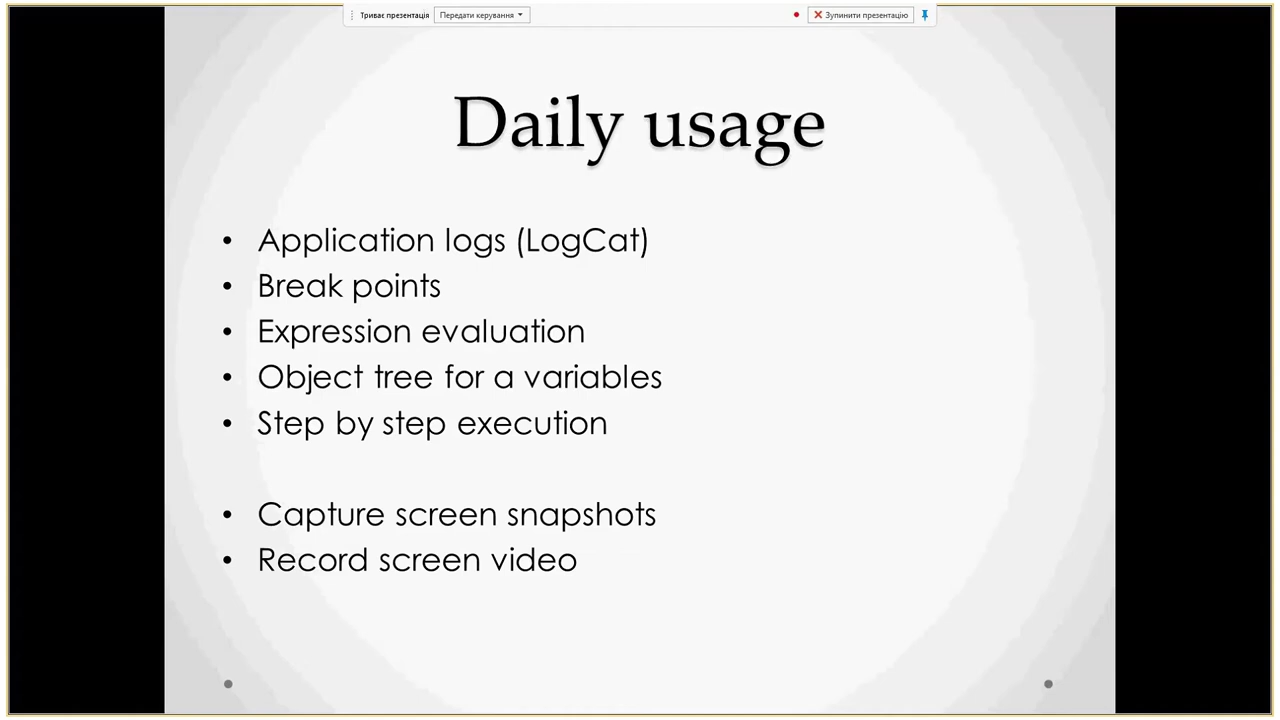 Триває презентація Передати керування Зупинити презентацію
Daily usage
• Application logs (LogCat)
• Break points
• Expression evaluation
• Object tree for a variables
• Step by step execution
• Capture screen snapshots
• Record screen video